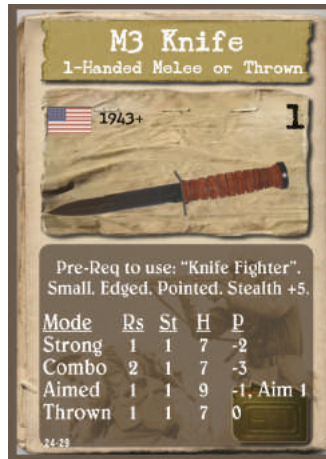 M3 Knife
1-Handed Melee or Thrown
1943+
1
Pre-Req to use: "Knife Fighter".
Small. Edged. Pointed. Stealth +5.
Mode Rs St H P
Strong 1 1 7 -2
Combo 2 1 7 -3
Aimed 1 1 9 -1, Aim 1
Thrown 1 1 7 0
24-29